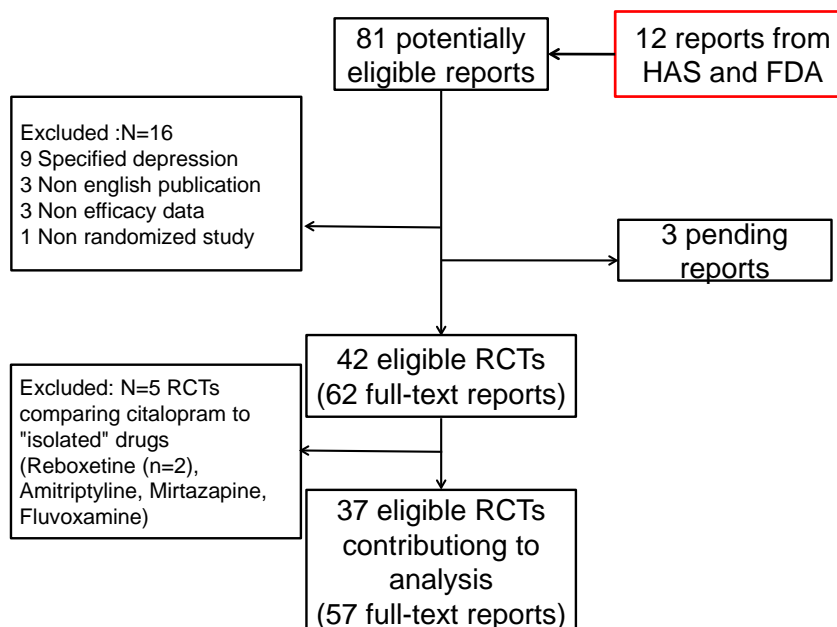 81 potentially
eligible reports
12 reports from
HAS and FDA
Excluded :N=16
9 Specified depression
3 Non english publication
3 Non efficacy data
1 Non randomized study
3 pending
reports
42 eligible RCTs
(62 full-text reports)
Excluded: N=5 RCTs
comparing citalopram to
"isolated" drugs
(Reboxetine (n=2),
Amitriptyline, Mirtazapine,
Fluvoxamine)
37 eligible RCTs
contributiong to
analysis
(57 full-text reports)